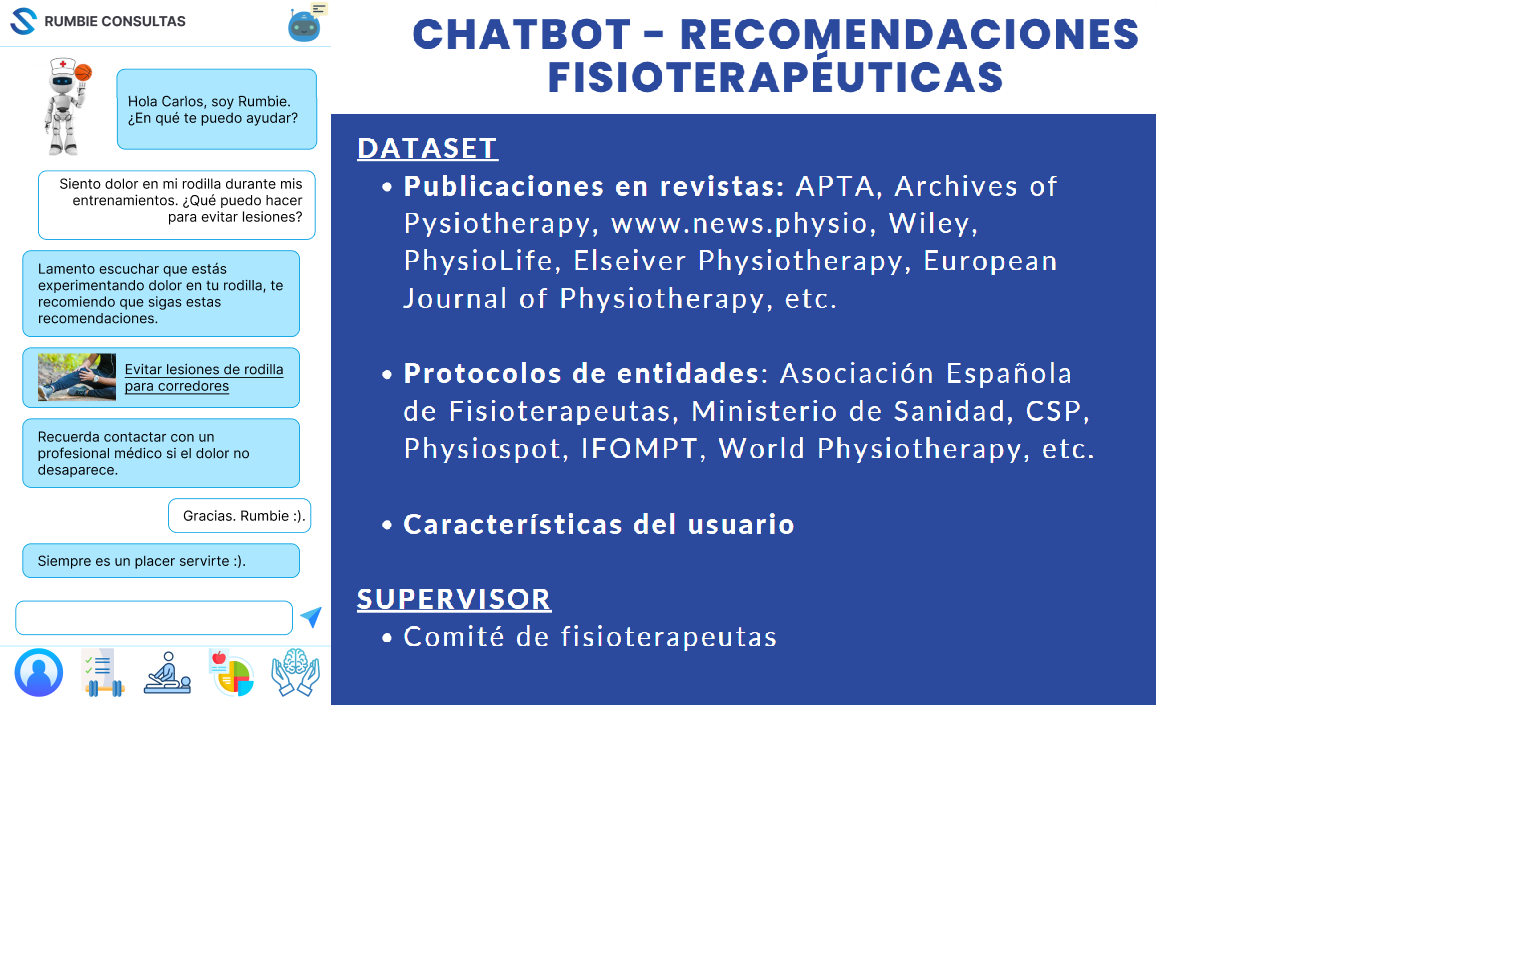 RUMBIE CONSULTAS
Hola Carlos, soy Rumbie.
¿En qué te puedo ayudar?
Siento dolor en mi rodilla durante mis
entrenamientos. ¿Qué puedo hacer
para evitar lesiones?
Lamento escuchar que estás
experimentando dolor en tu rodilla, te
recomiendo que sigas estas
recomendaciones.
Evitar lesiones de rodilla
para corredores
Recuerda contactar con un
profesional médico si el dolor no
desaparece.
Gracias. Rumbie :).
Siempre es un placer servirte :).
CHATBOT - RECOMENDACIONES
FISIOTERAPÉUTICAS
DATASET
• Publicaciones en revistas: APTA, Archives of
Pysiotherapy, www.news.physio, Wiley,
PhysioLife, Elseiver Physiotherapy, European
Journal of Physiotherapy, etc.
• Protocolos de entidades: Asociación Española
de Fisioterapeutas, Ministerio de Sanidad, CSP,
Physiospot, IFOMPT, World Physiotherapy, etc.
• Características del usuario
SUPERVISOR
• Comité de fisioterapeutas